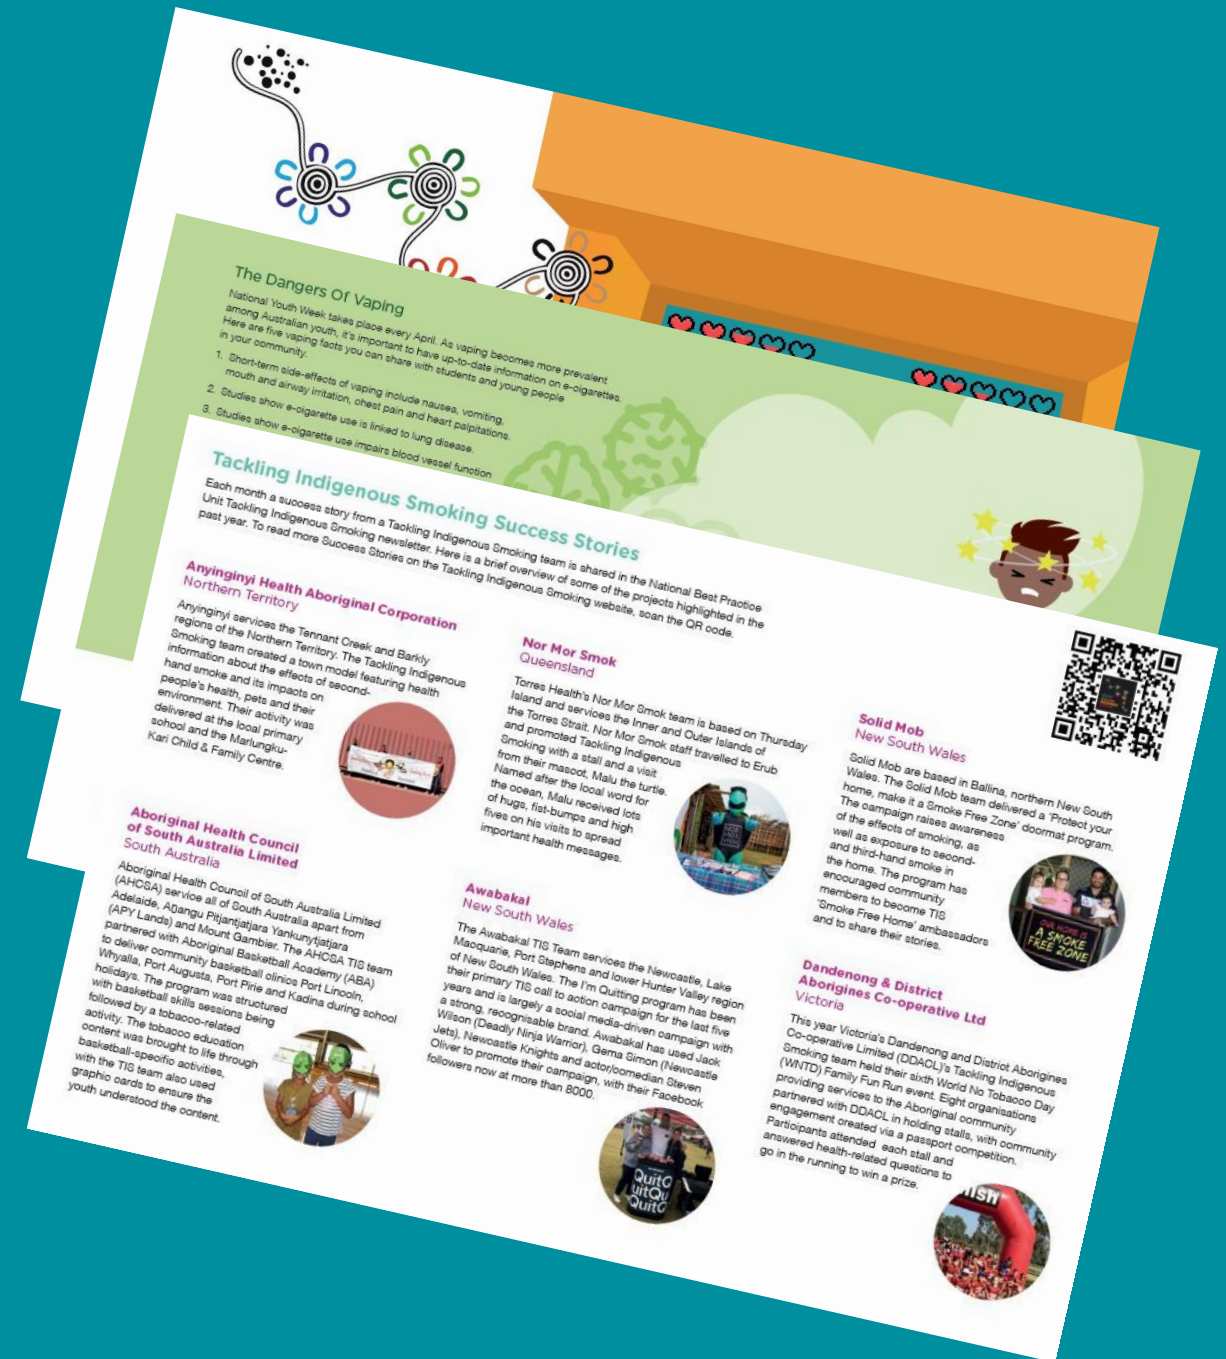 The Dangers Of Vaping
National Youth Week takes place every April. As vaping becomes more prevalent
among Australian youth, it's important to have up-to-date information on e-cigarettes.
Here are five vaping facts you can share with students and young people
in your community.
1. Short-term side-effects of vaping include nausea, vomiting,
mouth and airway irritation, chest pain and heart palpitations.
2. Studies show e-cigarette use is linked to lung disease.
3. Studies show e-cigarette use impairs blood vessel function
Tackling Indigenous Smoking Success Stories
Each month a success story from a Tackling Indigenous Smoking team is shared in the National Best Practice
Unit Tackling Indigenous Smoking newsletter. Here is a brief overview of some of the projects highlighted in the
past year. To read more Success Stories on the Tackling Indigenous Smoking website, scan the QR code.
Anyinginyi Health Aboriginal Corporation
Northern Territory
Anyinginyi services the Tennant Creek and Barkly
regions of the Northern Territory. The Tackling Indigenous
Smoking team created a town model featuring health
information about the effects of second-
hand smoke and its impacts on
people's health, pets and their
environment. Their activity was
delivered at the local primary
school and the Marlungku-
Kari Child & Family Centre.
Aboriginal Health Council
of South Australia Limited
South Australia
Aboriginal Health Council of South Australia Limited
(AHCSA) service all of South Australia apart from
Adelaide, Aṉangu Pitjantjatjara Yankunytjatjara
(APY Lands) and Mount Gambier. The AHCSA TIS team
partnered with Aboriginal Basketball Academy (ABA)
to deliver community basketball clinics Port Lincoln,
Whyalla, Port Augusta, Port Pirie and Kadina during school
holidays. The program was structured
with basketball skills sessions being
followed by a tobacco-related
activity. The tobacco education
content was brought to life through
basketball-specific activities,
with the TIS team also used
graphic cards to ensure the
youth understood the content.
Nor Mor Smok
Queensland
Torres Health's Nor Mor Smok team is based on Thursday
Island and services the Inner and Outer Islands of
the Torres Strait. Nor Mor Smok staff travelled to Erub
and promoted Tackling Indigenous
Smoking with a stall and a visit
from their mascot, Malu the turtle.
Named after the local word for
the ocean, Malu received lots
of hugs, fist-bumps and high
fives on his visits to spread
important health messages.
Awabakal
New South Wales
The Awabakal TIS Team services the Newcastle, Lake
Macquarie, Port Stephens and lower Hunter Valley region
of New South Wales. The I'm Quitting program has been
their primary TIS call to action campaign for the last five
years and is largely a social media-driven campaign with
a strong, recognisable brand. Awabakal has used Jack
Wilson (Deadly Ninja Warrior), Gema Simon (Newcastle
Jets), Newcastle Knights and actor/comedian Steven
Oliver to promote their campaign, with their Facebook
followers now at more than 8000.
QuitQ
uitQu
QuitQ
Solid Mob
New South Wales
Solid Mob are based in Ballina, northern New South
Wales. The Solid Mob team delivered a 'Protect your
home, make it a Smoke Free Zone' doormat program.
The campaign raises awareness
of the effects of smoking, as
well as exposure to second-
and third-hand smoke in
the home. The program has
encouraged community
members to become TIS
'Smoke Free Home' ambassadors
and to share their stories.
OUR HOME IS
A SMOKE
FREE ZONE
Dandenong & District
Aborigines Co-operative Ltd
Victoria
This year Victoria's Dandenong and District Aborigines
Co-operative Limited (DDACL)'s Tackling Indigenous
Smoking team held their sixth World No Tobacco Day
(WNTD) Family Fun Run event. Eight organisations
providing services to the Aboriginal community
partnered with DDACL in holding stalls, with community
engagement created via a passport competition.
Participants attended each stall and
answered health-related questions to
go in the running to win a prize.